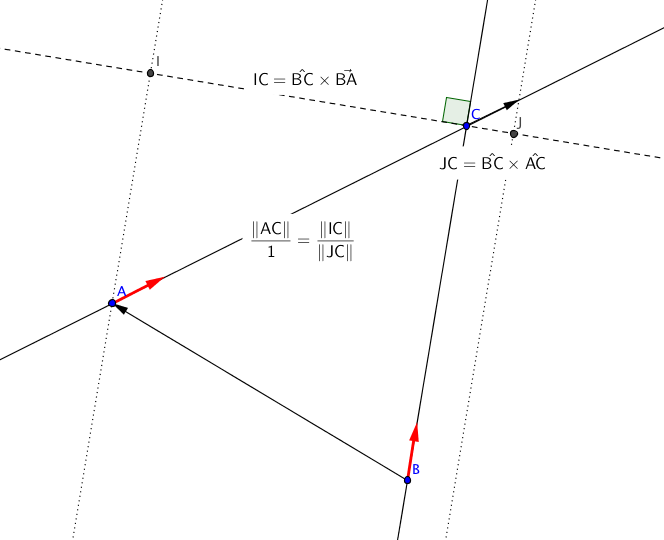 I
IC = B̂C × B⃗A
C
J
JC = B̂C × ÂC
‖AC‖ / 1 = ‖IC‖ / ‖JC‖
A
B